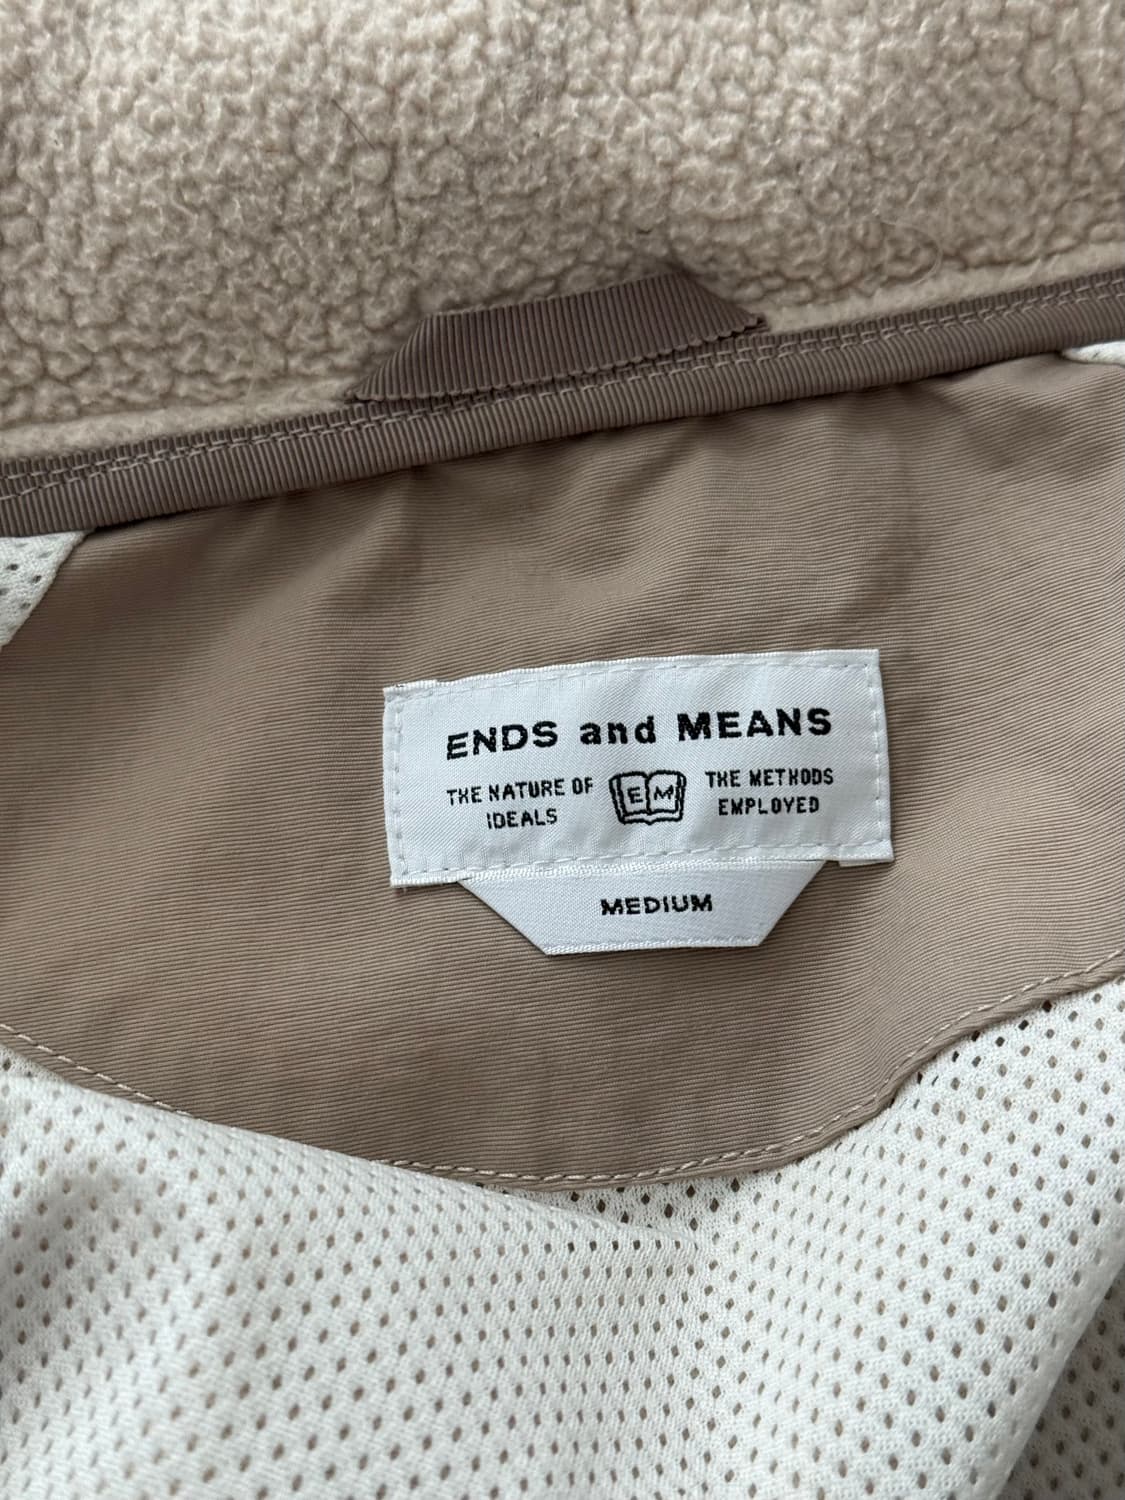 ENDS and MEANS
THE NATURE OF
IDEALS
E M
THE METHODS
EMPLOYED
MEDIUM